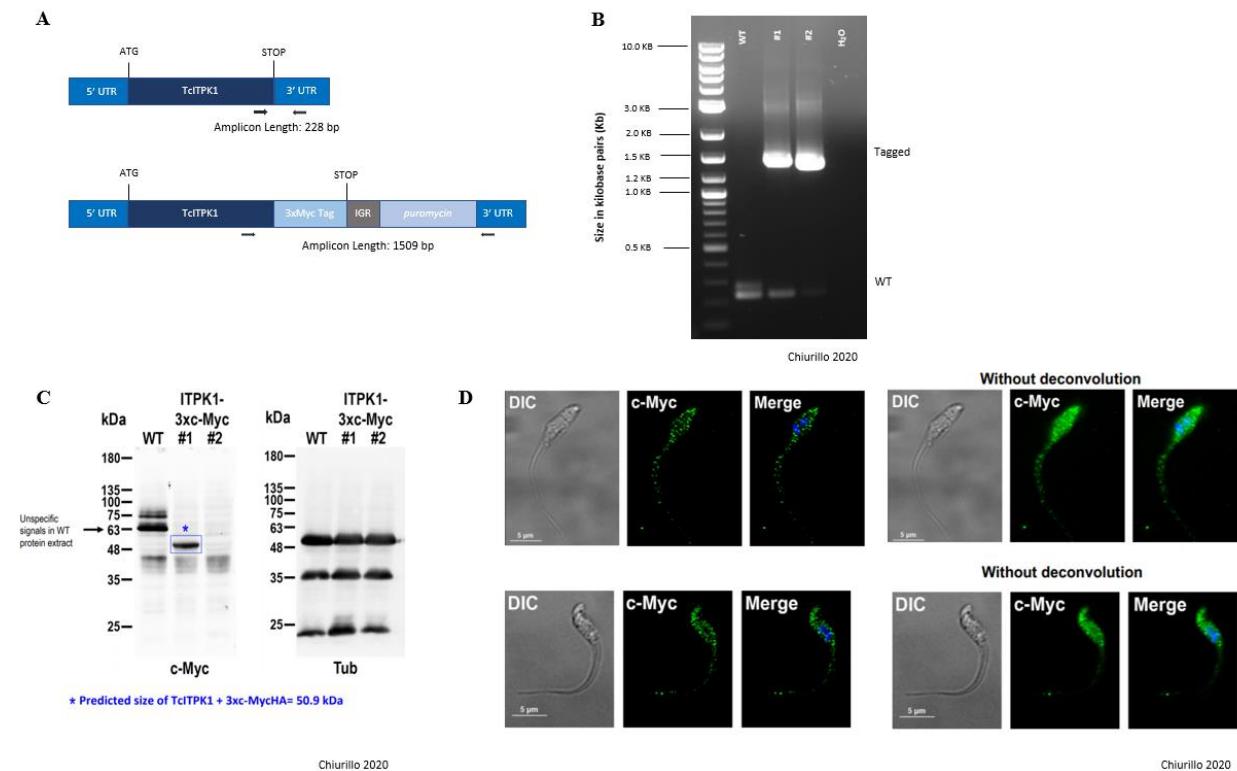 A
ATG
STOP
5' UTR
TcITPK1
3' UTR
Amplicon Length: 228 bp
ATG
STOP
5' UTR
TcITPK1
3xMyc Tag
IGR
puromycin
3' UTR
Amplicon Length: 1509 bp
B
Size in kilobase pairs (Kb)
WT
#1
#2
H₂O
10.0 KB
3.0 KB
2.0 KB
1.5 KB
1.2 KB
1.0 KB
0.5 KB
Tagged
WT
Chiurillo 2020
C
ITPK1-
3xc-Myc
kDa
WT #1 #2
180
135
100
75
63
48
35
25
Unspecific
signals in WT
protein extract
*
c-Myc
ITPK1-
3xc-Myc
kDa
WT #1 #2
180
135
100
75
63
48
35
25
Tub
* Predicted size of TcITPK1 + 3xc-MycHA= 50.9 kDa
Chiurillo 2020
D
DIC
c-Myc
Merge
5 µm
Without deconvolution
DIC
c-Myc
Merge
5 µm
DIC
c-Myc
Merge
5 µm
Without deconvolution
DIC
c-Myc
Merge
5 µm
Chiurillo 2020